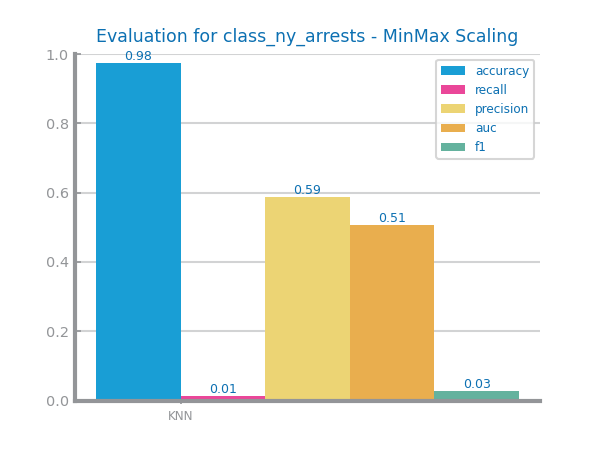 Evaluation for class_ny_arrests - MinMax Scaling
1.0
0.8
0.6
0.4
0.2
0.0
0.98
0.01
0.59
0.51
0.03
accuracy
recall
precision
auc
f1
KNN